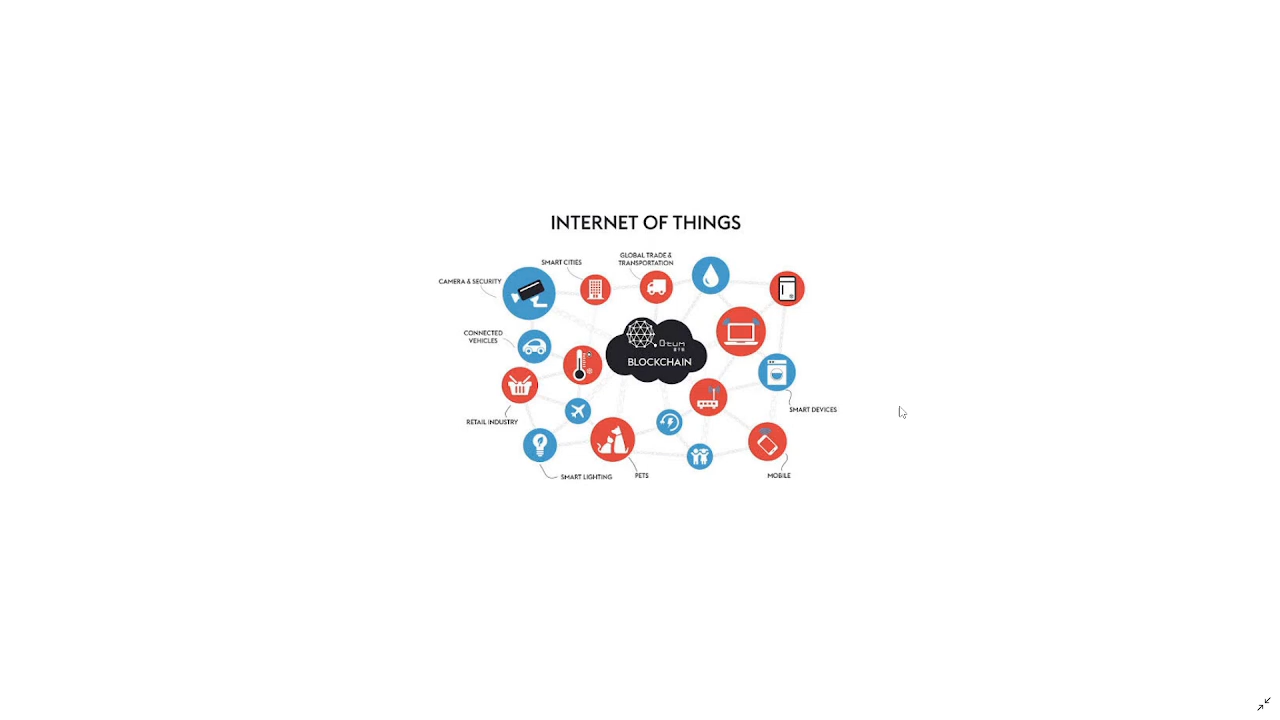 INTERNET OF THINGS
GLOBAL TRADE &
TRANSPORTATION
SMART CITIES
CAMERA & SECURITY
CONNECTED
VEHICLES
BLOCKCHAIN
SMART DEVICES
RETAIL INDUSTRY
SMART LIGHTING
PETS
MOBILE